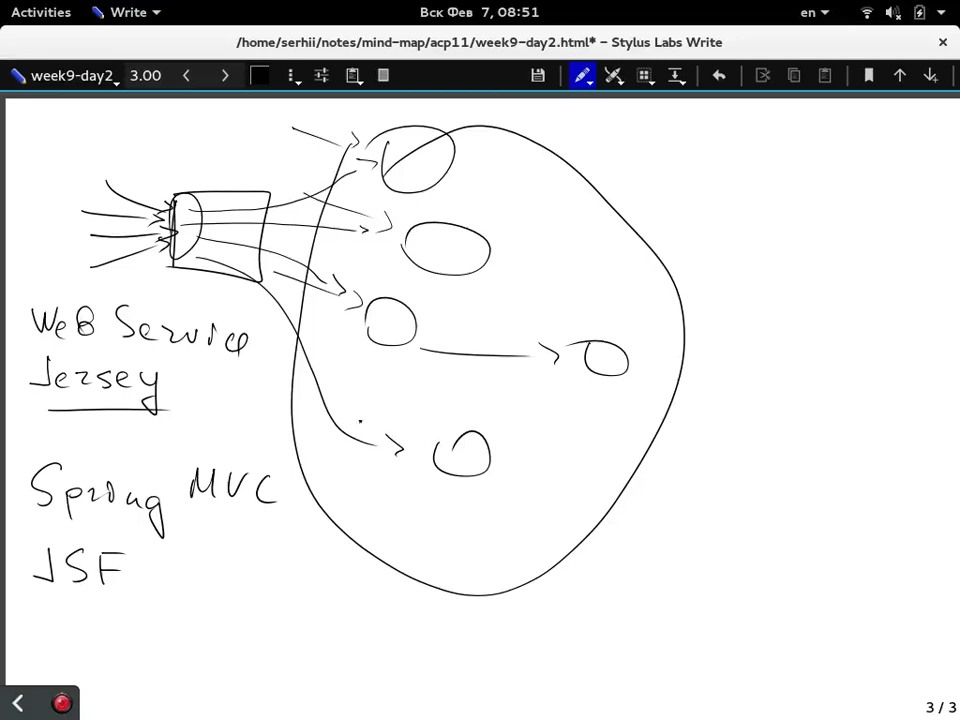 Activities Write Вск Фев 7, 08:51 en
/home/serhii/notes/mind-map/acp11/week9-day2.html* – Stylus Labs Write
week9-day2 3.00
WeB Service
Jersey
Spring MVC
JSF
3 / 3